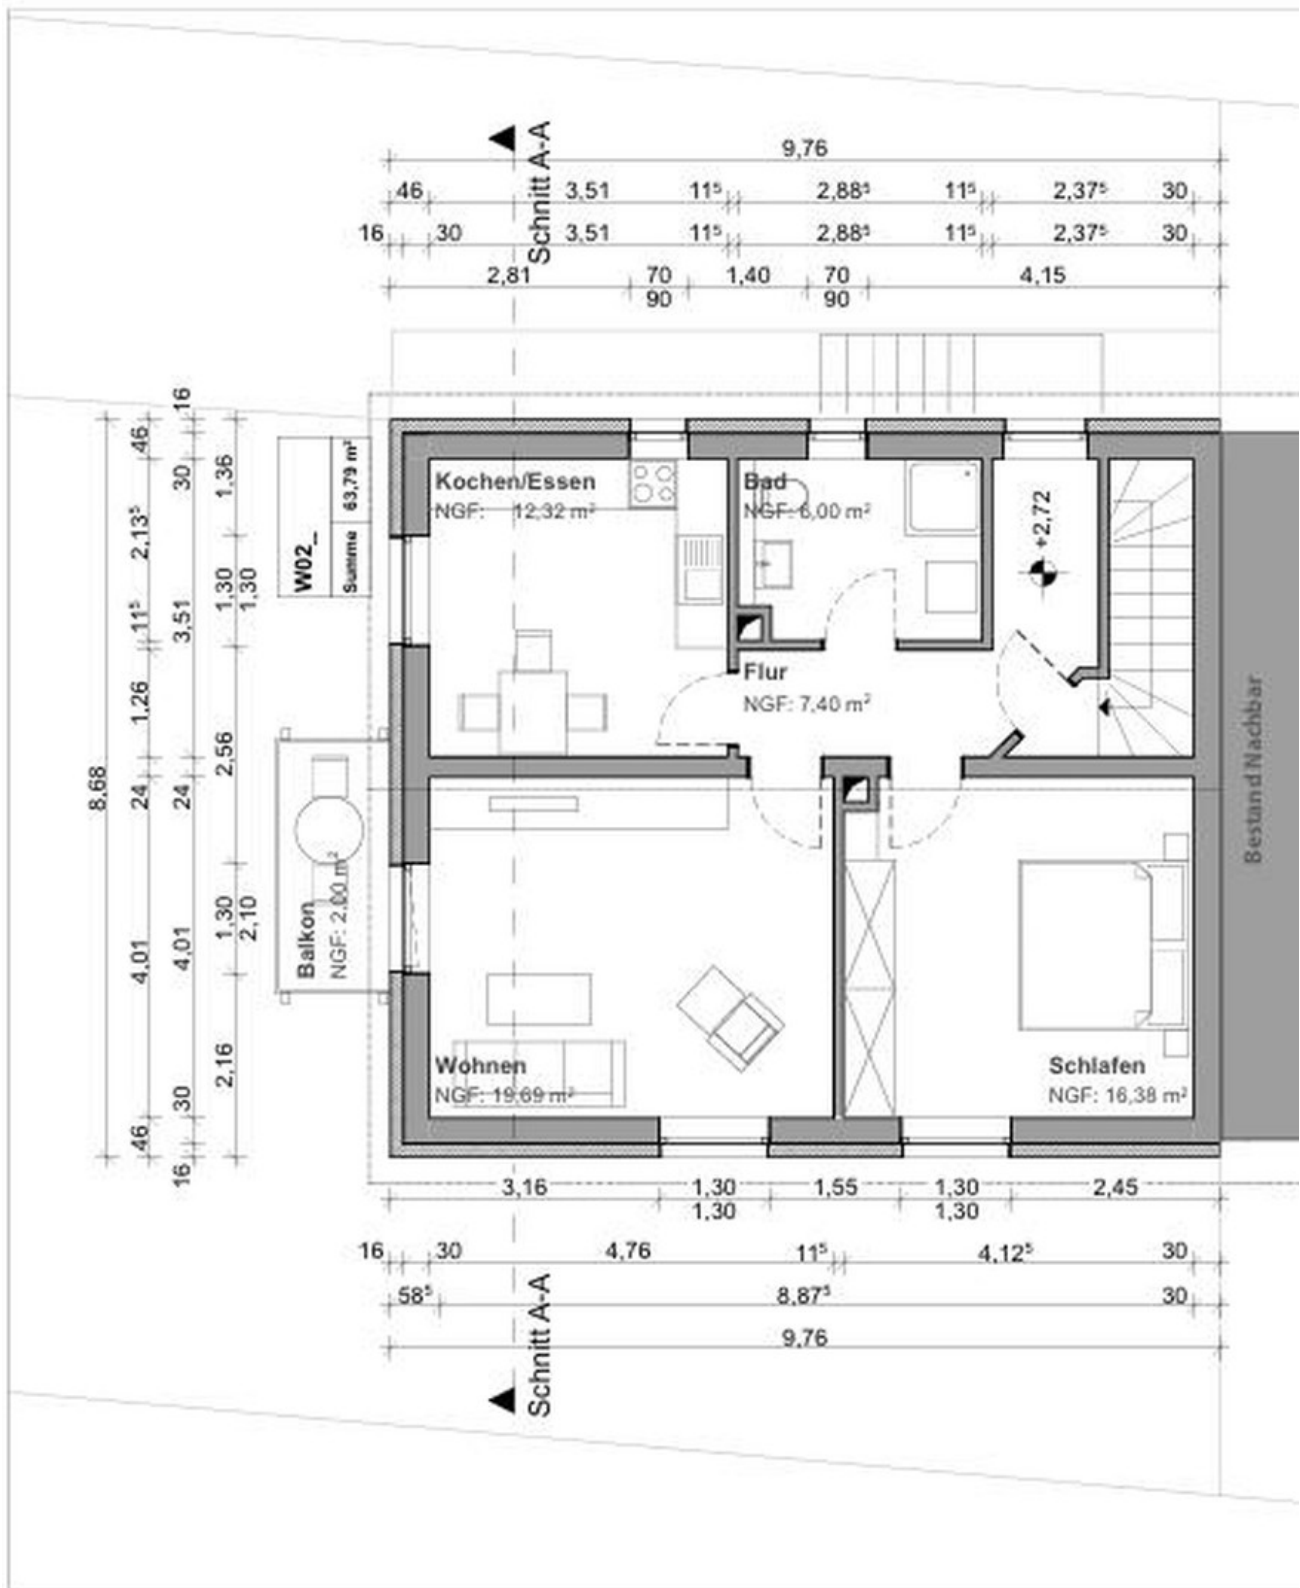 Schnitt A-A
9,76
46 3,51 11⁵ 2,88⁵ 11⁵ 2,37⁵ 30
16 30 3,51 11⁵ 2,88⁵ 11⁵ 2,37⁵ 30
2,81 70 1,40 70 4,15
90 90
8,68
46 2,13⁵ 11⁵ 1,26 24 4,01 46
16 30 3,51 24 4,01 30 16
1,36 1,30 2,56 1,30 2,16
1,30 2,10
W02_
Summe 63,79 m²
Kochen/Essen
NGF: 12,32 m²
Bad
NGF: 6,00 m²
+2,72
Flur
NGF: 7,40 m²
Bestand Nachbar
Balkon
NGF: 2,00 m²
Wohnen
NGF: 19,69 m²
Schlafen
NGF: 16,38 m²
3,16 1,30 1,55 1,30 2,45
1,30 1,30
16 30 4,76 11⁵ 4,12⁵ 30
58⁵ 8,87⁵ 30
9,76
Schnitt A-A